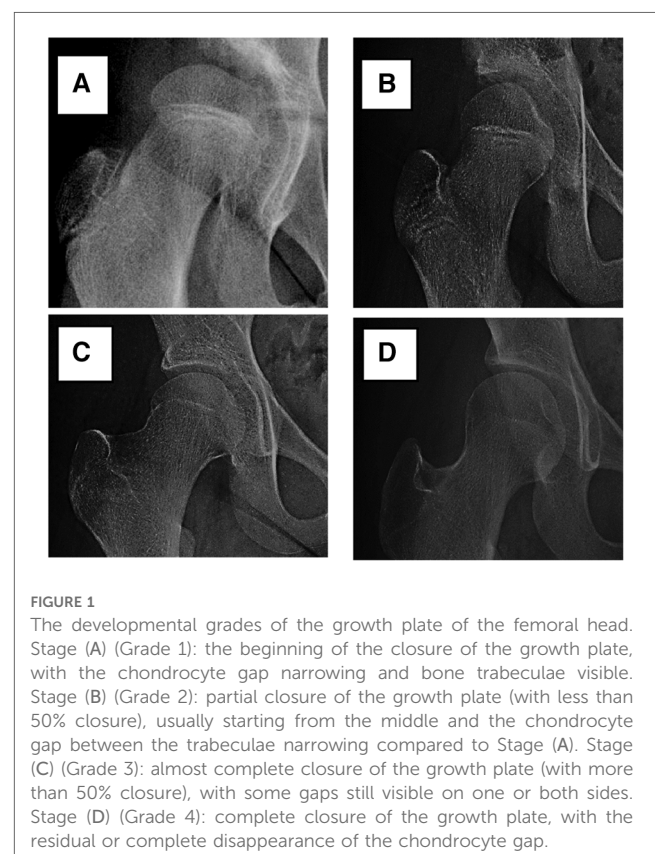 A
B
C
D
FIGURE 1
The developmental grades of the growth plate of the femoral head.
Stage (A) (Grade 1): the beginning of the closure of the growth plate,
with the chondrocyte gap narrowing and bone trabeculae visible.
Stage (B) (Grade 2): partial closure of the growth plate (with less than
50% closure), usually starting from the middle and the chondrocyte
gap between the trabeculae narrowing compared to Stage (A). Stage
(C) (Grade 3): almost complete closure of the growth plate (with more
than 50% closure), with some gaps still visible on one or both sides.
Stage (D) (Grade 4): complete closure of the growth plate, with the
residual or complete disappearance of the chondrocyte gap.